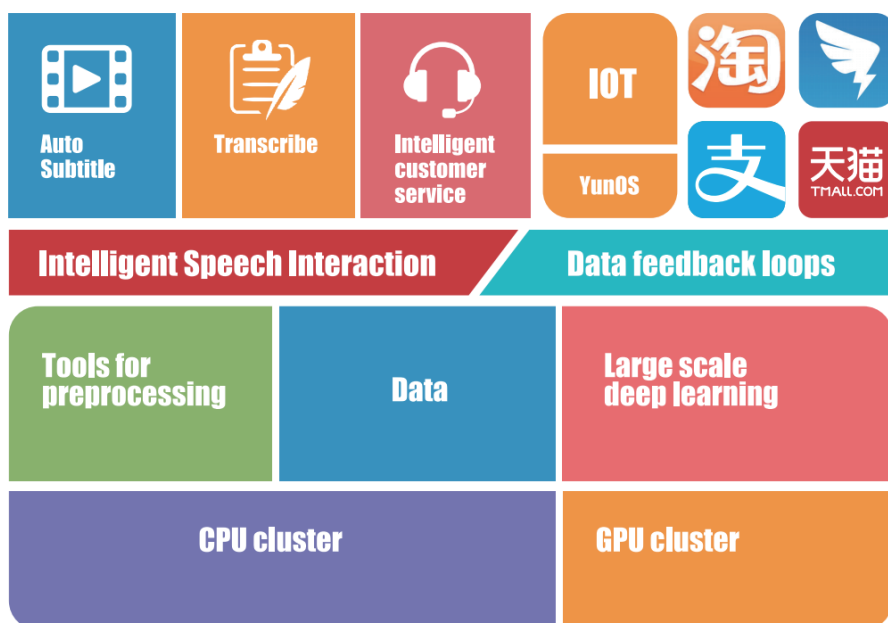 Auto
Subtitle
Transcribe
Intelligent
customer
service
IOT
YunOS
淘
支
天猫
TMALL.COM
Intelligent Speech Interaction
Data feedback loops
Tools for
preprocessing
Data
Large scale
deep learning
CPU cluster
GPU cluster